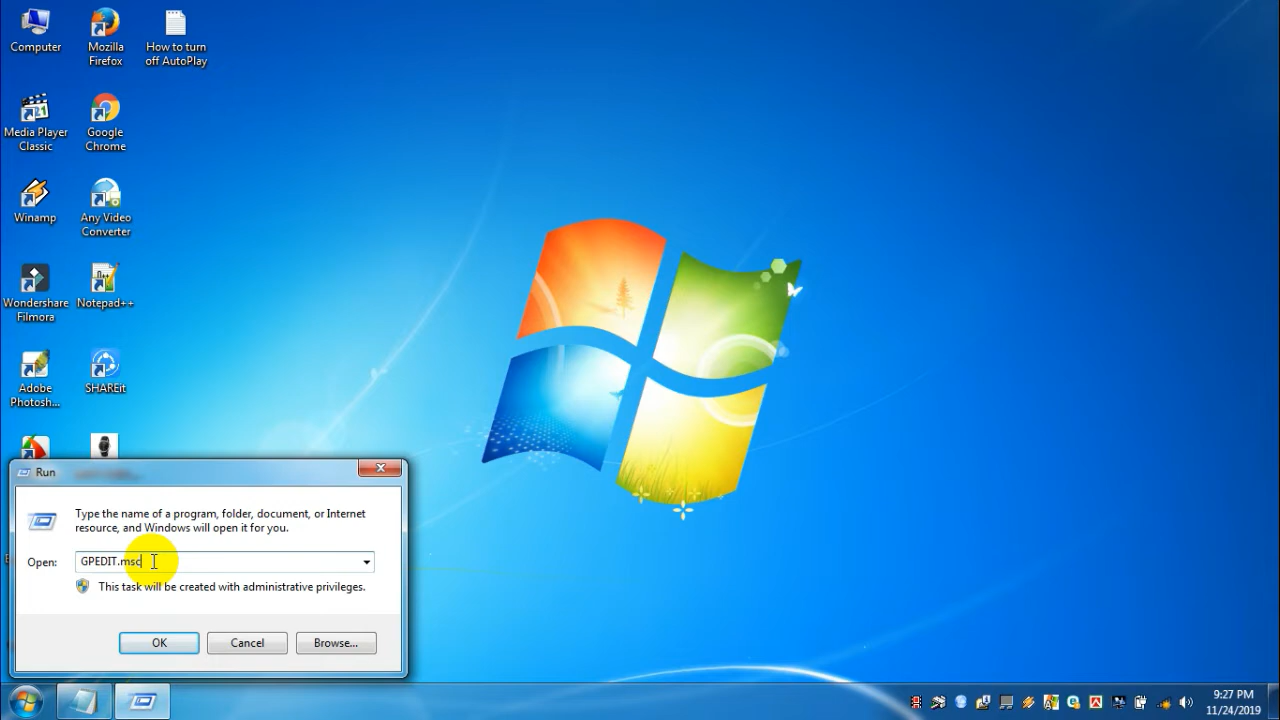 Computer
Mozilla
Firefox
How to turn
off AutoPlay
Media Player
Classic
Google
Chrome
Winamp
Any Video
Converter
Wondershare
Filmora
Notepad++
Adobe
Photosh...
SHAREit
Run
Type the name of a program, folder, document, or Internet
resource, and Windows will open it for you.
Open:
GPEDIT.msc
This task will be created with administrative privileges.
OK
Cancel
Browse...
9:27 PM
11/24/2019